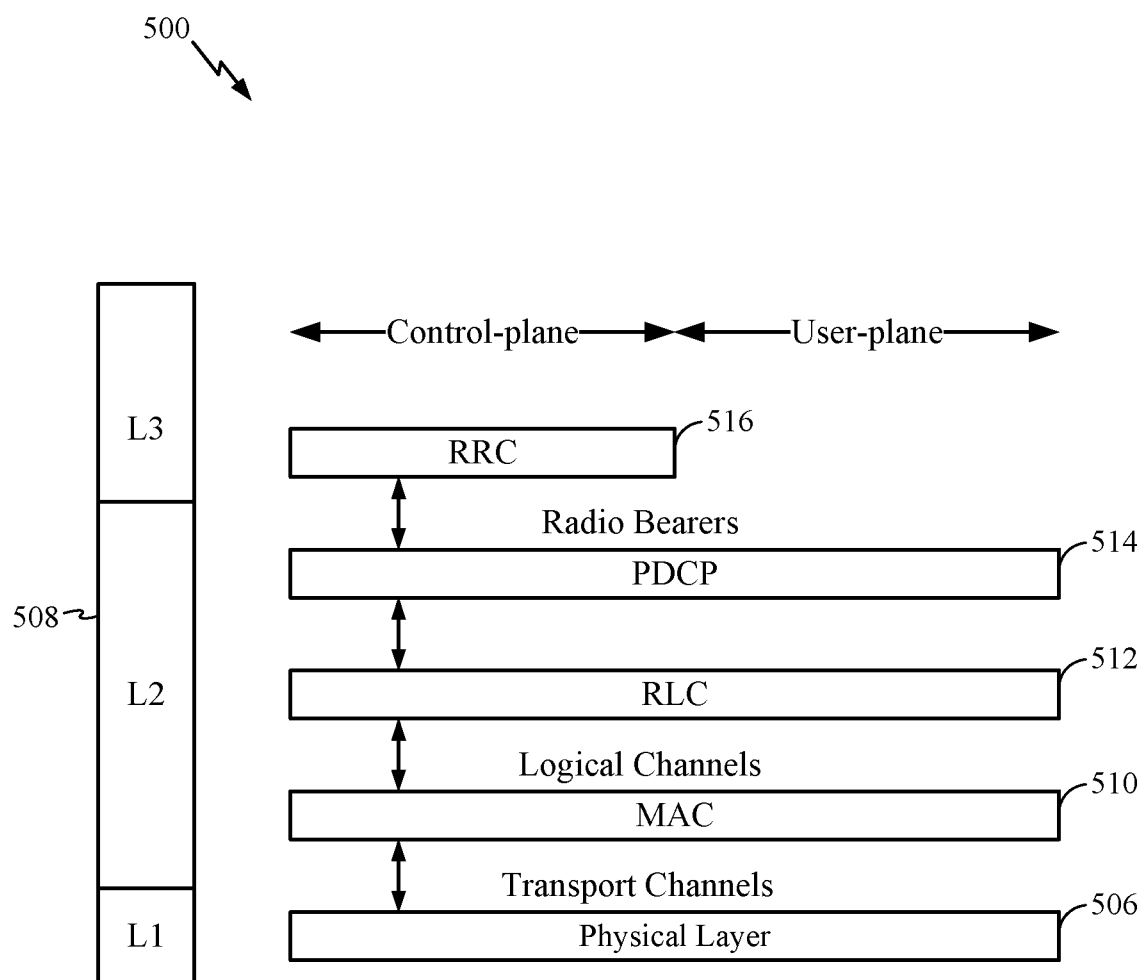 500
Control-plane
User-plane
L3
516
RRC
Radio Bearers
514
PDCP
508
512
L2
RLC
Logical Channels
510
MAC
Transport Channels
506
L1
Physical Layer